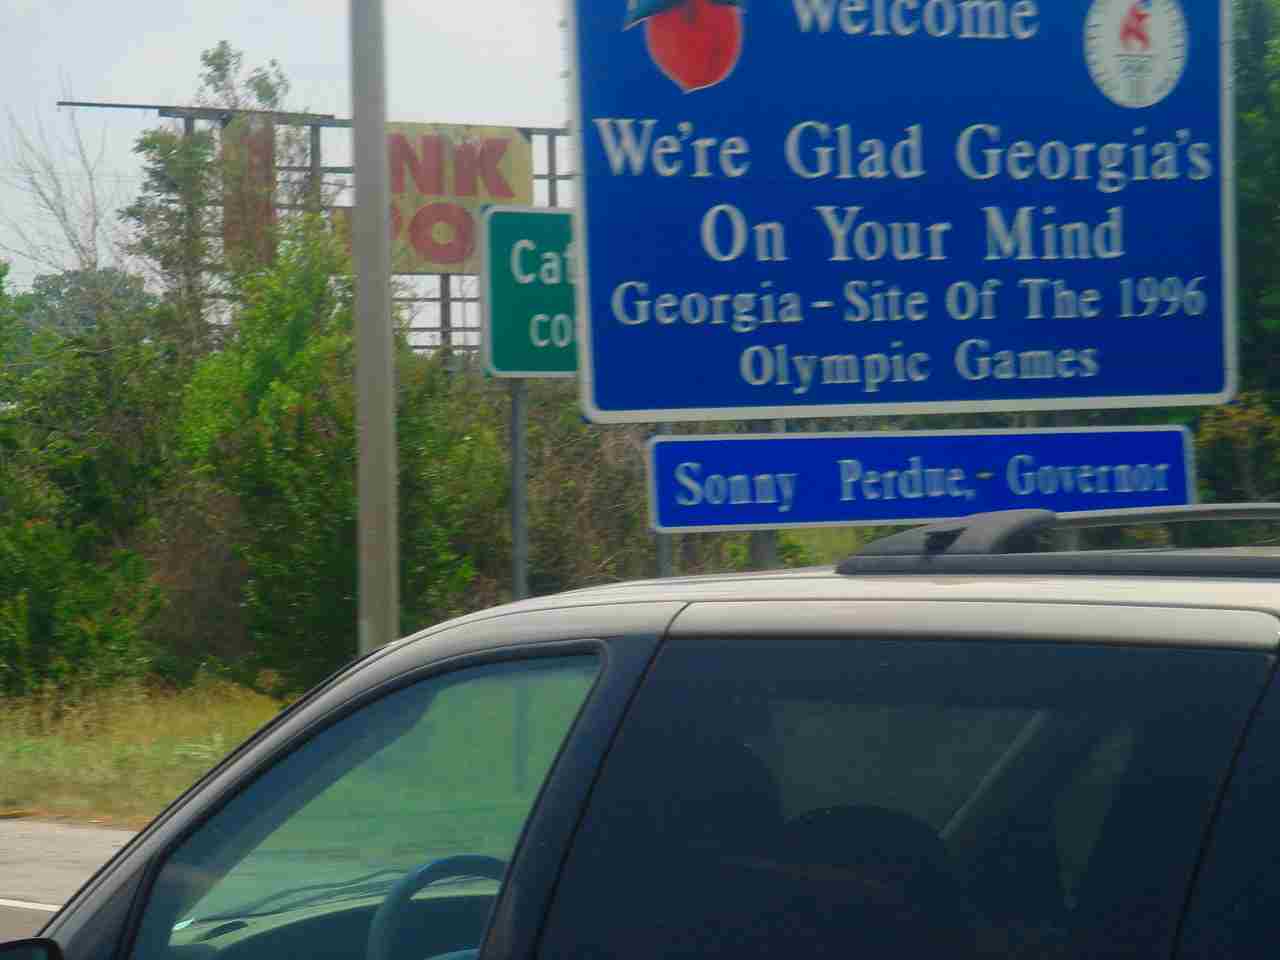 Welcome
We're Glad Georgia's
On Your Mind
Georgia - Site Of The 1996
Olympic Games
Sonny Perdue, - Governor
NK
PO
Cat
co